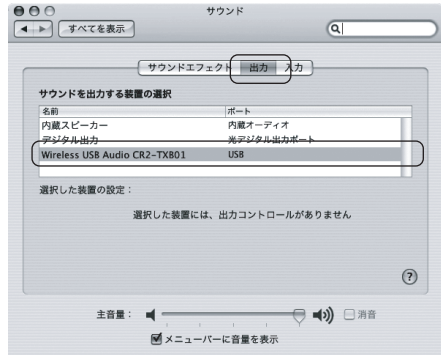 サウンド
すべてを表示
サウンドエフェクト 出力 入力
サウンドを出力する装置の選択
名前 ポート
内蔵スピーカー 内蔵オーディオ
デジタル出力 光デジタル出力ポート
Wireless USB Audio CR2-TXB01 USB
選択した装置の設定：
選択した装置には、出力コントロールがありません
?
主音量： 消音
メニューバーに音量を表示